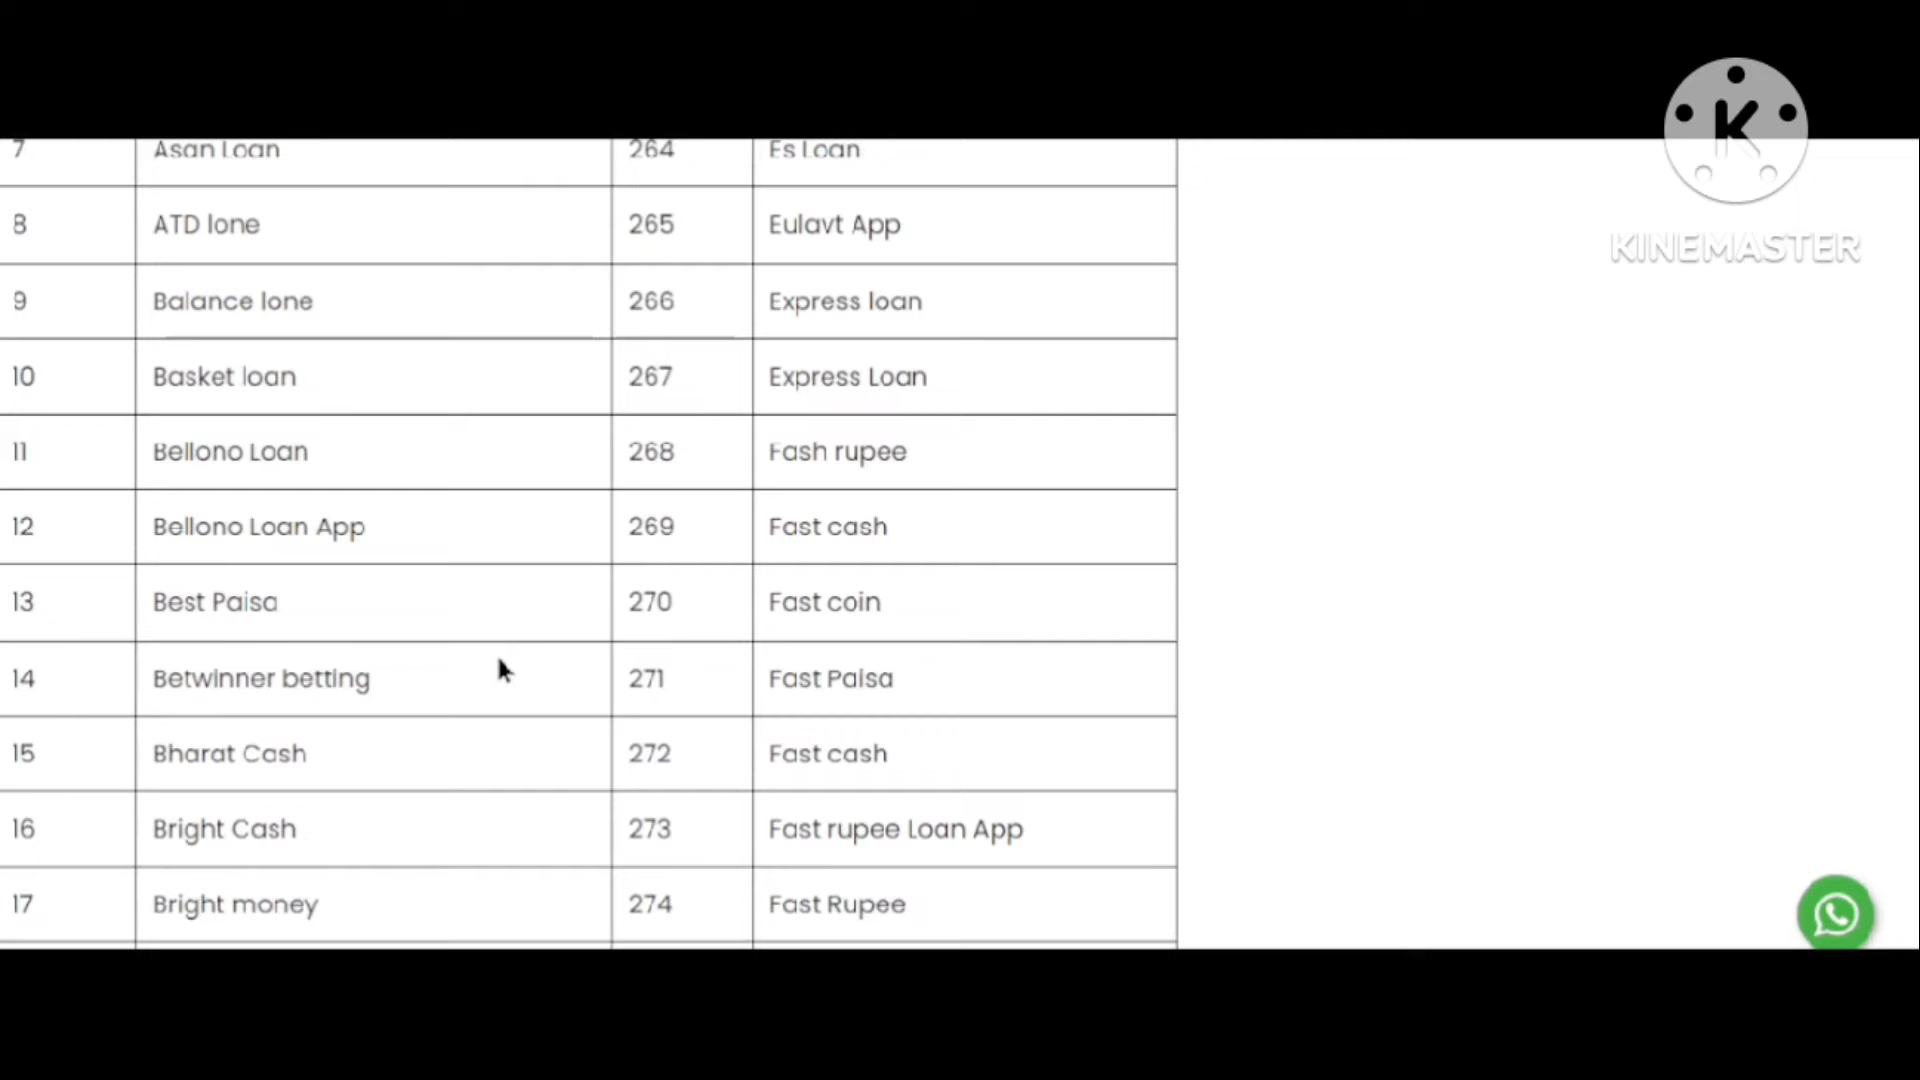 7 Asan Loan 264 Es Loan
8 ATD lone 265 Eulavt App
9 Balance lone 266 Express loan
10 Basket loan 267 Express Loan
11 Bellono Loan 268 Fash rupee
12 Bellono Loan App 269 Fast cash
13 Best Paisa 270 Fast coin
14 Betwinner betting 271 Fast Paisa
15 Bharat Cash 272 Fast cash
16 Bright Cash 273 Fast rupee Loan App
17 Bright money 274 Fast Rupee
K
KINEMASTER